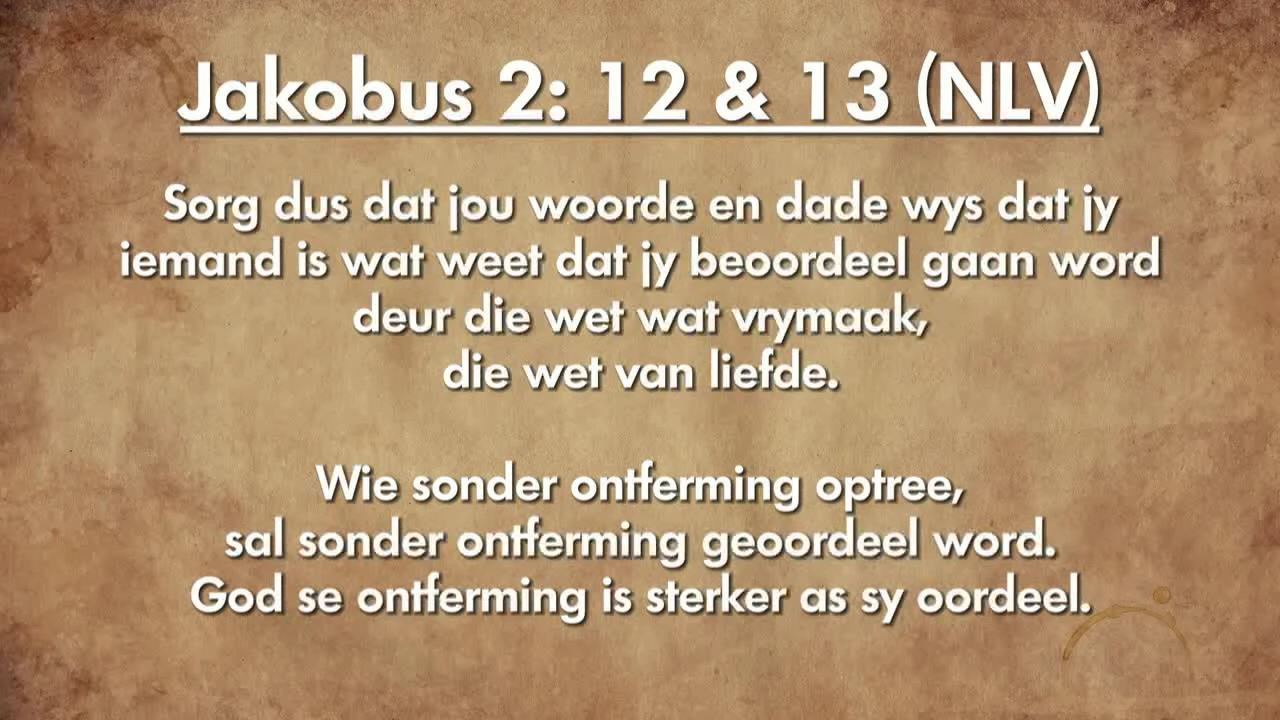 Jakobus 2: 12 & 13 (NLV)
Sorg dus dat jou woorde en dade wys dat jy
iemand is wat weet dat jy beoordeel gaan word
deur die wet wat vrymaak,
die wet van liefde.
Wie sonder ontferming optree,
sal sonder ontferming geoordeel word.
God se ontferming is sterker as sy oordeel.